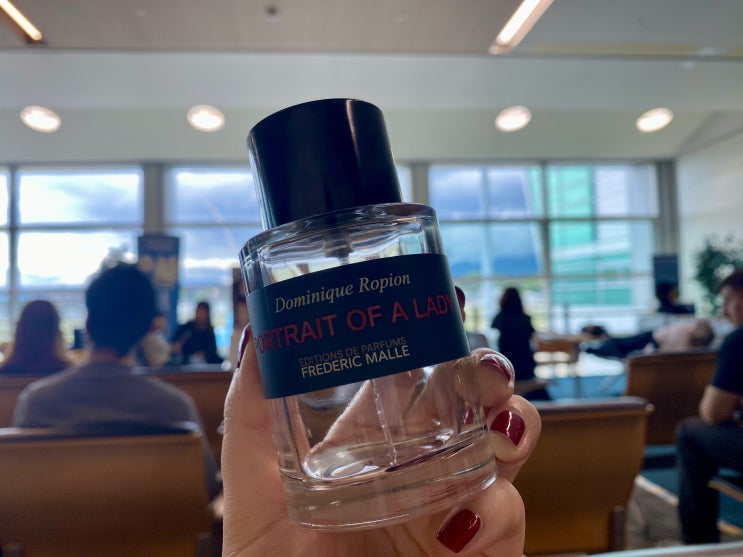 Dominique Ropion
PORTRAIT OF A LADY
EDITIONS DE PARFUMS
FREDERIC MALLE